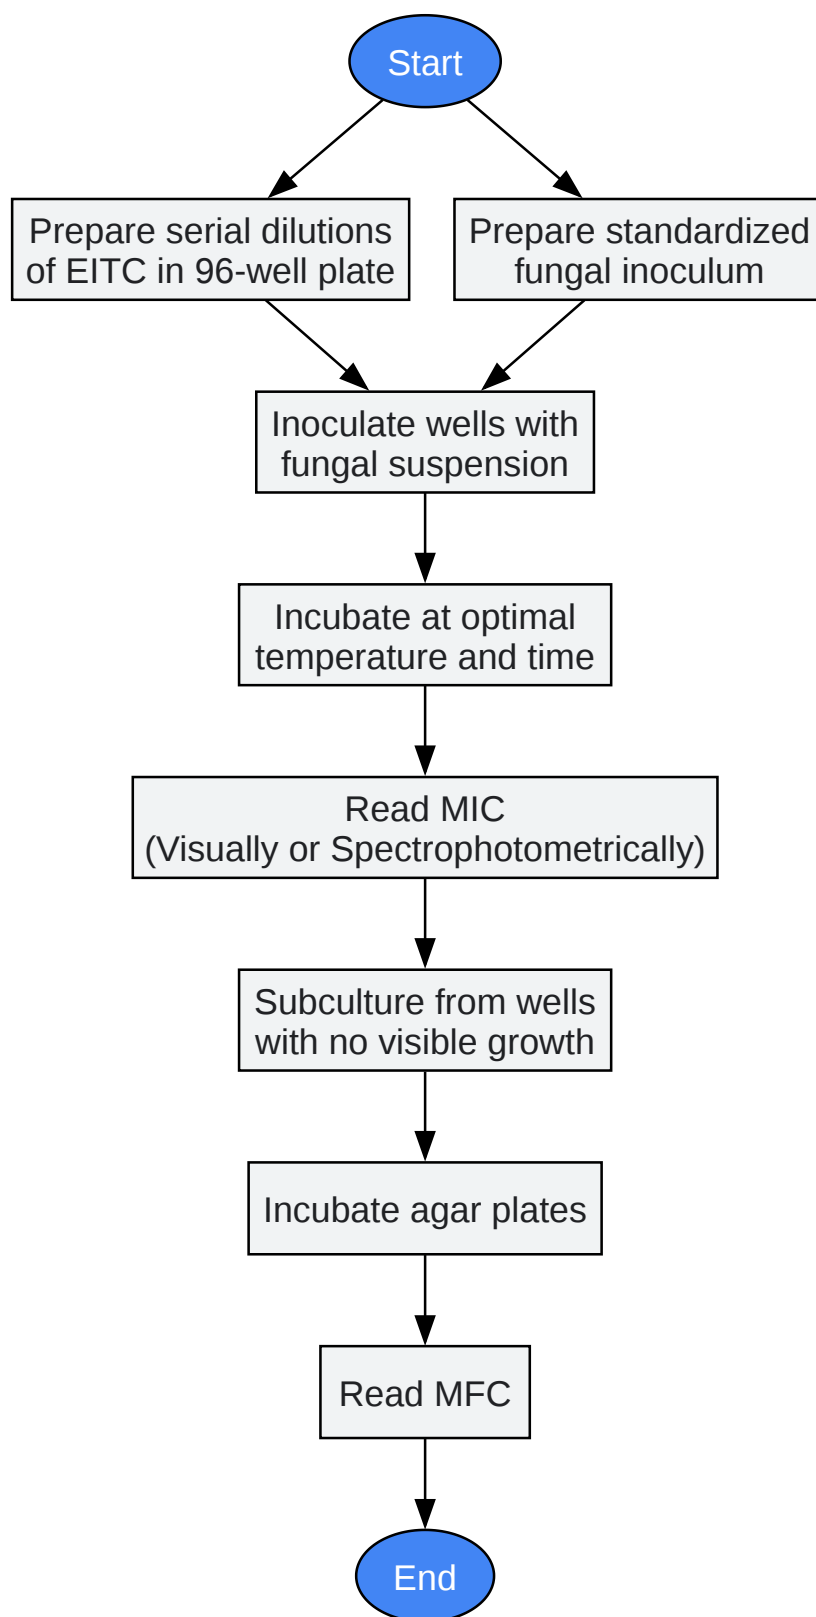 Start
Prepare serial dilutions
of EITC in 96-well plate
Prepare standardized
fungal inoculum
Inoculate wells with
fungal suspension
Incubate at optimal
temperature and time
Read MIC
(Visually or Spectrophotometrically)
Subculture from wells
with no visible growth
Incubate agar plates
Read MFC
End